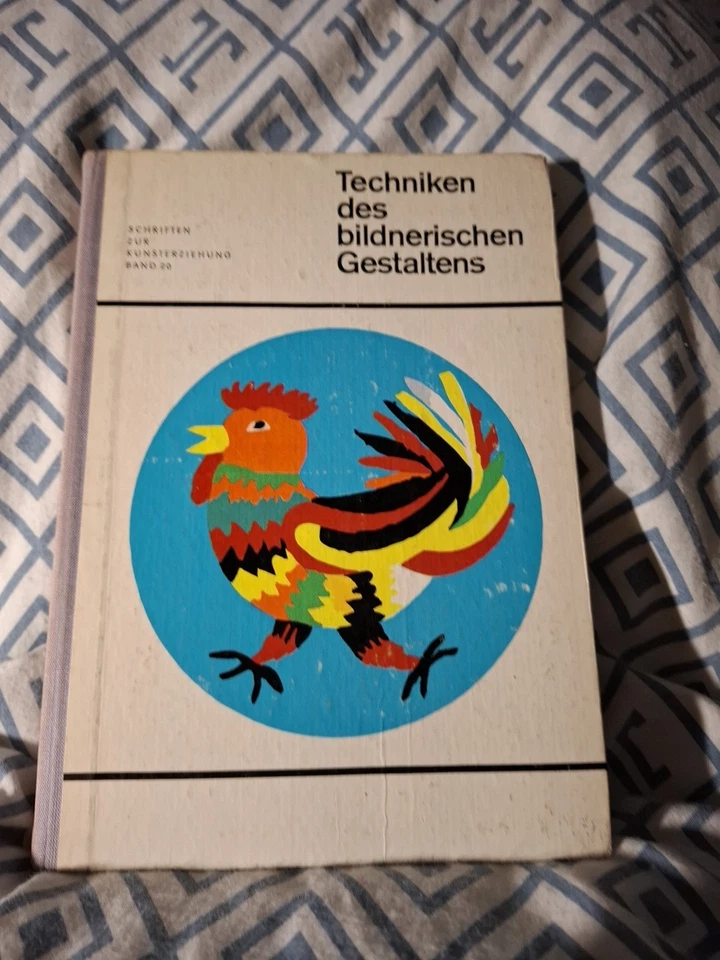 SCHRIFTEN
ZUR
KUNSTERZIEHUNG
BAND 20
Techniken
des
bildnerischen
Gestaltens